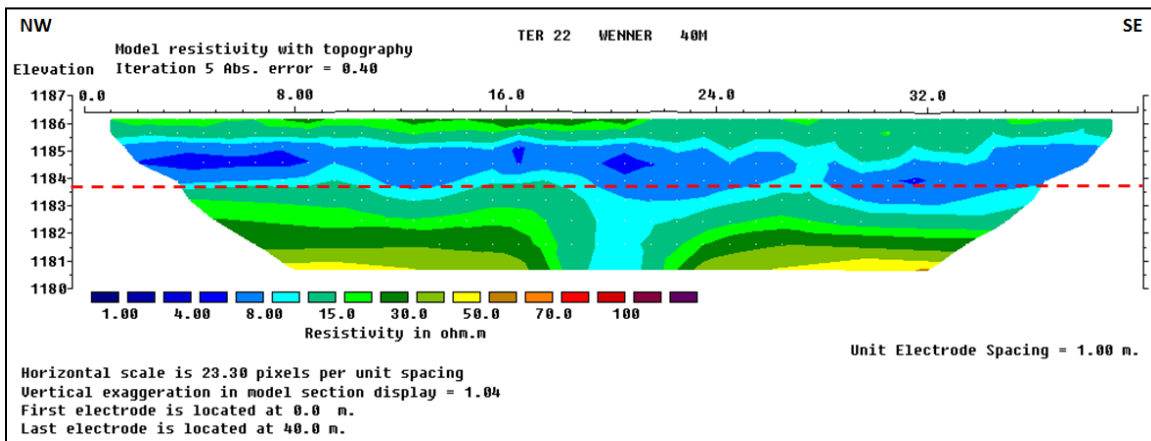 NW
SE
TER 22 WENNER 40M
Model resistivity with topography
Elevation Iteration 5 Abs. error = 0.40
1187 0.0 8.00 16.0 24.0 32.0
1186
1185
1184
1183
1182
1181
1180
1.00 4.00 8.00 15.0 30.0 50.0 70.0 100
Resistivity in ohm.m
Unit Electrode Spacing = 1.00 m.
Horizontal scale is 23.30 pixels per unit spacing
Vertical exaggeration in model section display = 1.04
First electrode is located at 0.0 m.
Last electrode is located at 40.0 m.